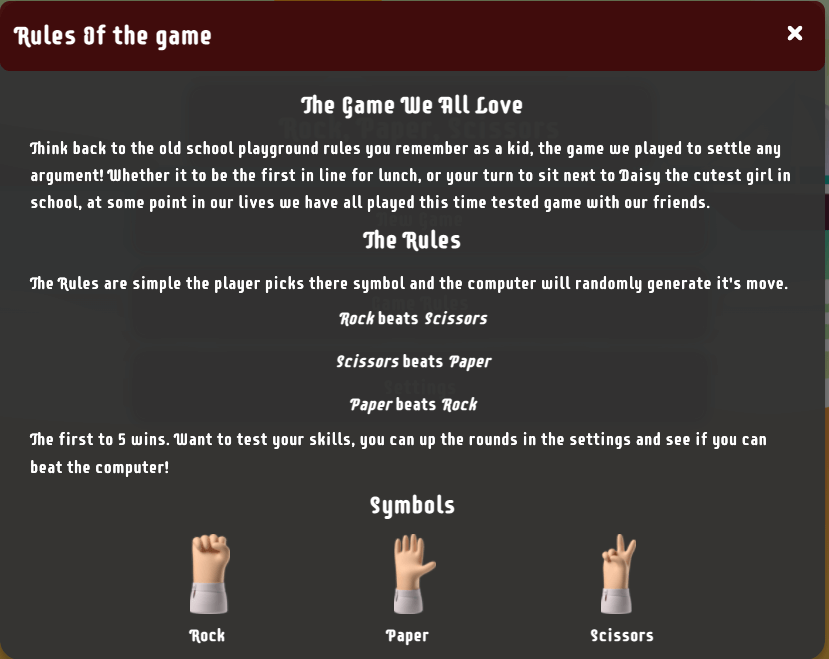 Rules Of the game
The Game We All Love
Think back to the old school playground rules you remember as a kid, the game we played to settle any
argument! Whether it to be the first in line for lunch, or your turn to sit next to Daisy the cutest girl in
school, at some point in our lives we have all played this time tested game with our friends.
The Rules
The Rules are simple the player picks there symbol and the computer will randomly generate it's move.
Rock beats Scissors
Scissors beats Paper
Paper beats Rock
The first to 5 wins. Want to test your skills, you can up the rounds in the settings and see if you can
beat the computer!
Symbols
Rock Paper Scissors